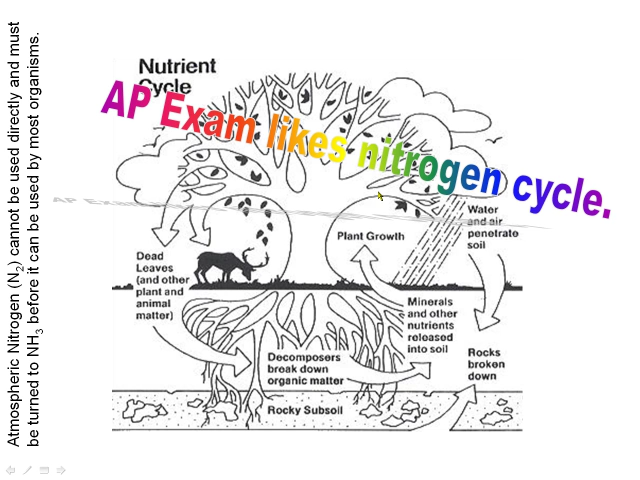 Atmospheric Nitrogen (N₂) cannot be used directly and must
be turned to NH₃ before it can be used by most organisms.
Nutrient
Cycle
AP Exam likes nitrogen cycle.
Water
and air
penetrate
soil
Plant Growth
Dead
Leaves
(and other
plant and
animal
matter)
Minerals
and other
nutrients
released
into soil
Decomposers
break down
organic matter
Rocks
broken
down
Rocky Subsoil